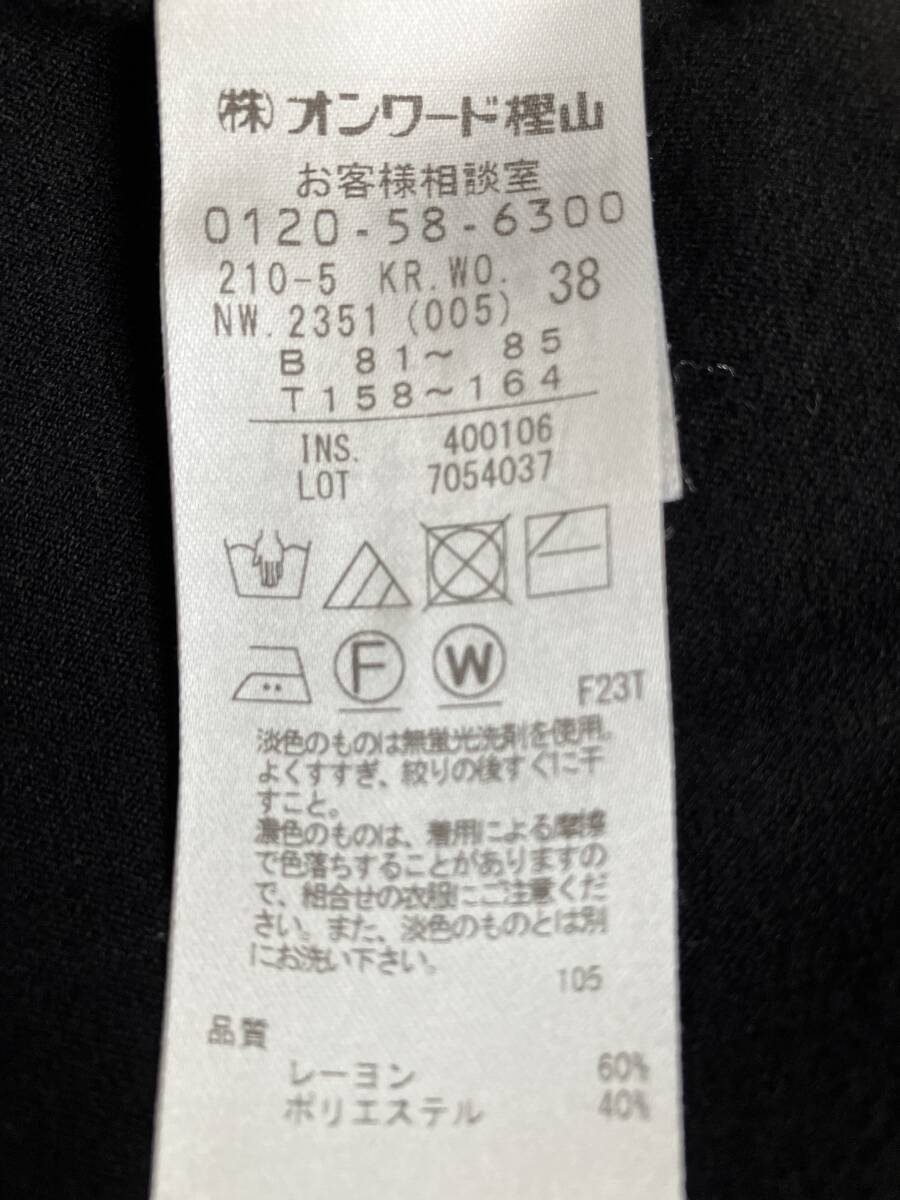 (株)オンワード樫山
お客様相談室
0120-58-6300
210-5 KR.WO. 38
NW.2351 (005)
B 81～ 85
T158～164
INS. 400106
LOT 7054037
F W F23T
淡色のものは無蛍光洗剤を使用。
よくすすぎ、絞りの後すぐに干
すこと。
濃色のものは、着用による摩擦
で色落ちすることがありますの
で、組合せの衣服にご注意くだ
さい。また、淡色のものとは別
にお洗い下さい。
105
品質
レーヨン 60%
ポリエステル 40%